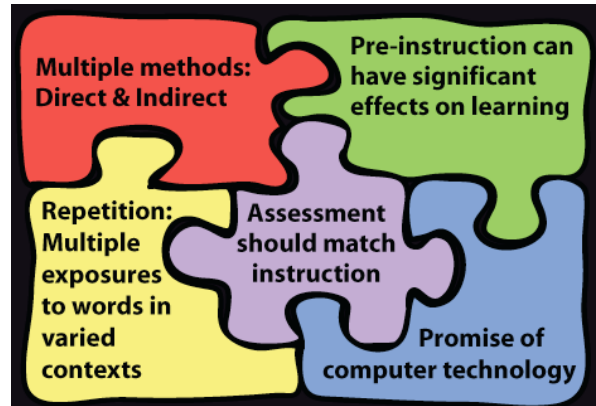 Multiple methods:
Direct & Indirect
Pre-instruction can
have significant
effects on learning
Repetition:
Multiple
exposures
to words in
varied
contexts
Assessment
should match
instruction
Promise of
computer technology